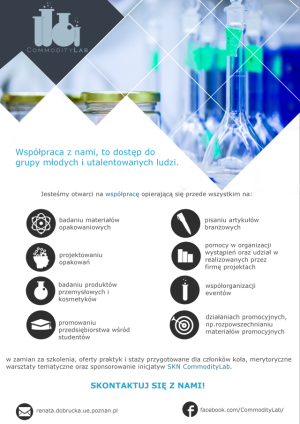 COMMODITYLAB
Współpraca z nami, to dostęp do
grupy młodych i utalentowanych ludzi.
Jesteśmy otwarci na współpracę opierającą się przede wszystkim na:
badaniu materiałów
opakowaniowych
pisaniu artykułów
branżowych
projektowaniu
opakowań
pomocy w organizacji
wystąpień oraz udział w
realizowanych przez
firmę projektach
badaniu produktów
przemysłowych i
kosmetyków
współorganizacji
eventów
promowaniu
przedsiębiorstwa wśród
studentów
działaniach promocyjnych,
np.rozpowszechnianiu
materiałów promocyjnych
w zamian za szkolenia, oferty praktyk i staży przygotowane dla członków koła, merytoryczne
warsztaty tematyczne oraz sponsorowanie inicjatyw SKN CommodityLab.
SKONTAKTUJ SIĘ Z NAMI!
renata.dobrucka.ue.poznan.pl
facebook.com/CommodityLab/